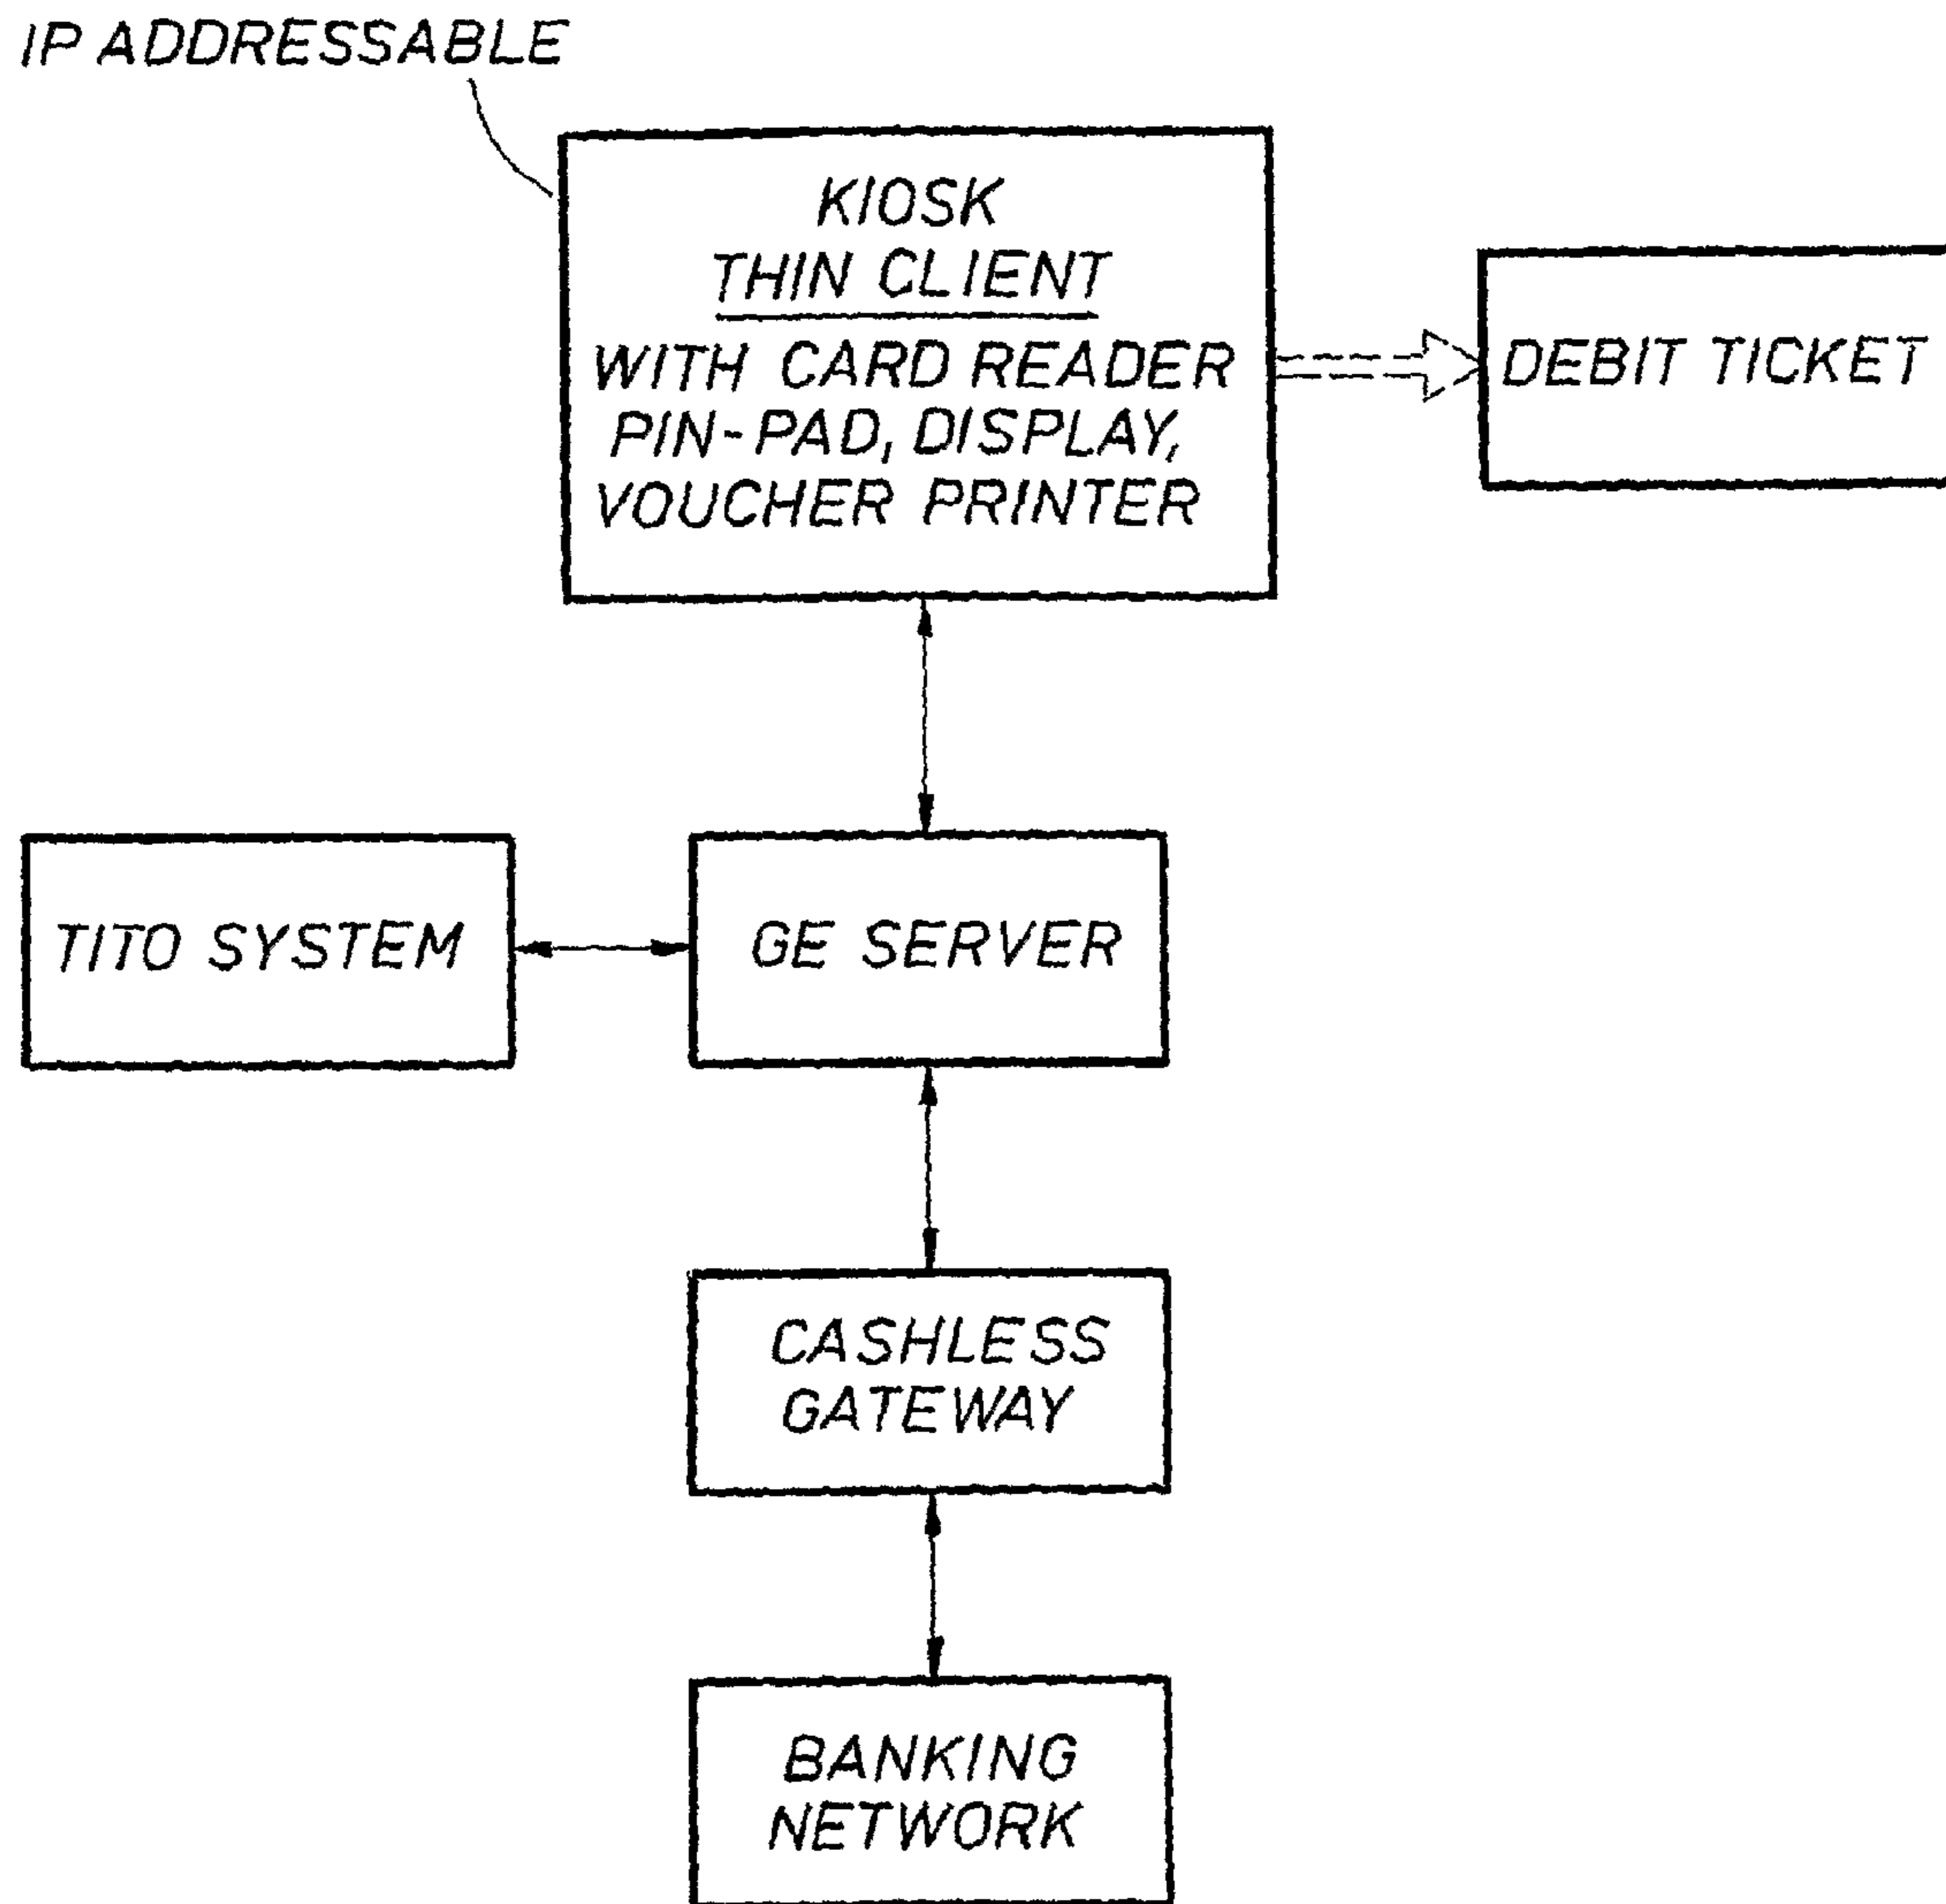 IP ADDRESSABLE
KIOSK
THIN CLIENT
WITH CARD READER
PIN-PAD, DISPLAY,
VOUCHER PRINTER
DEBIT TICKET
TITO SYSTEM
GE SERVER
CASHLESS
GATEWAY
BANKING
NETWORK